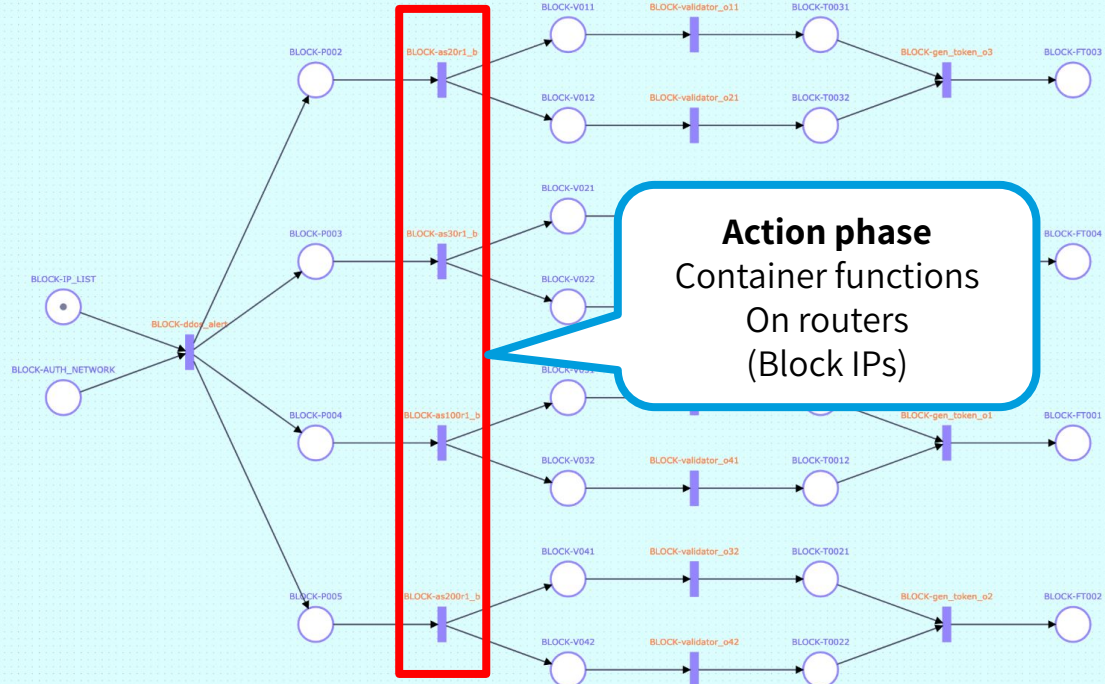 BLOCK-V011
BLOCK-validator_o11
BLOCK-T0031
BLOCK-P002
BLOCK-as20r1_b
BLOCK-gen_token_o3
BLOCK-FT003
BLOCK-V012
BLOCK-validator_o21
BLOCK-T0032
BLOCK-V021
BLOCK-P003
BLOCK-as30r1_b
BLOCK-FT004
BLOCK-V022
Action phase
Container functions
On routers
(Block IPs)
BLOCK-IP_LIST
BLOCK-ddos_alert
BLOCK-AUTH_NETWORK
BLOCK-V031
BLOCK-P004
BLOCK-as100r1_b
BLOCK-gen_token_o1
BLOCK-FT001
BLOCK-V032
BLOCK-validator_o41
BLOCK-T0012
BLOCK-V041
BLOCK-validator_o32
BLOCK-T0021
BLOCK-P005
BLOCK-as200r1_b
BLOCK-gen_token_o2
BLOCK-FT002
BLOCK-V042
BLOCK-validator_o42
BLOCK-T0022